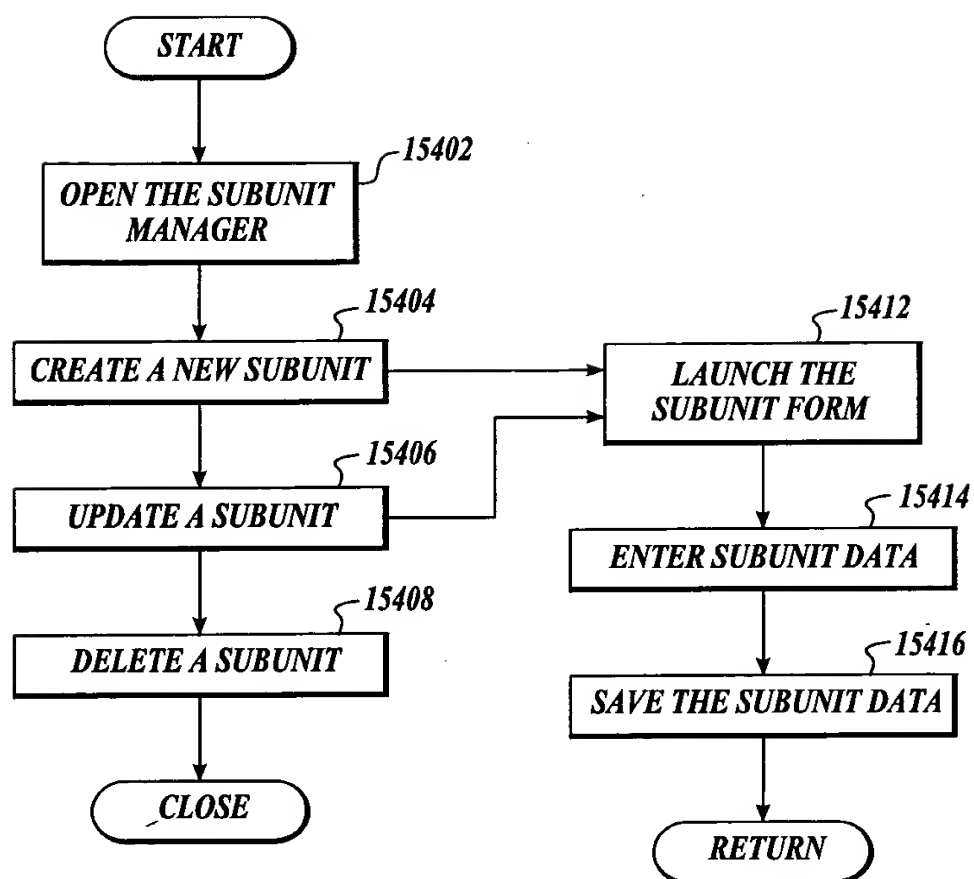 START
15402
OPEN THE SUBUNIT
MANAGER
15404
CREATE A NEW SUBUNIT
15406
UPDATE A SUBUNIT
15408
DELETE A SUBUNIT
CLOSE
15412
LAUNCH THE
SUBUNIT FORM
15414
ENTER SUBUNIT DATA
15416
SAVE THE SUBUNIT DATA
RETURN